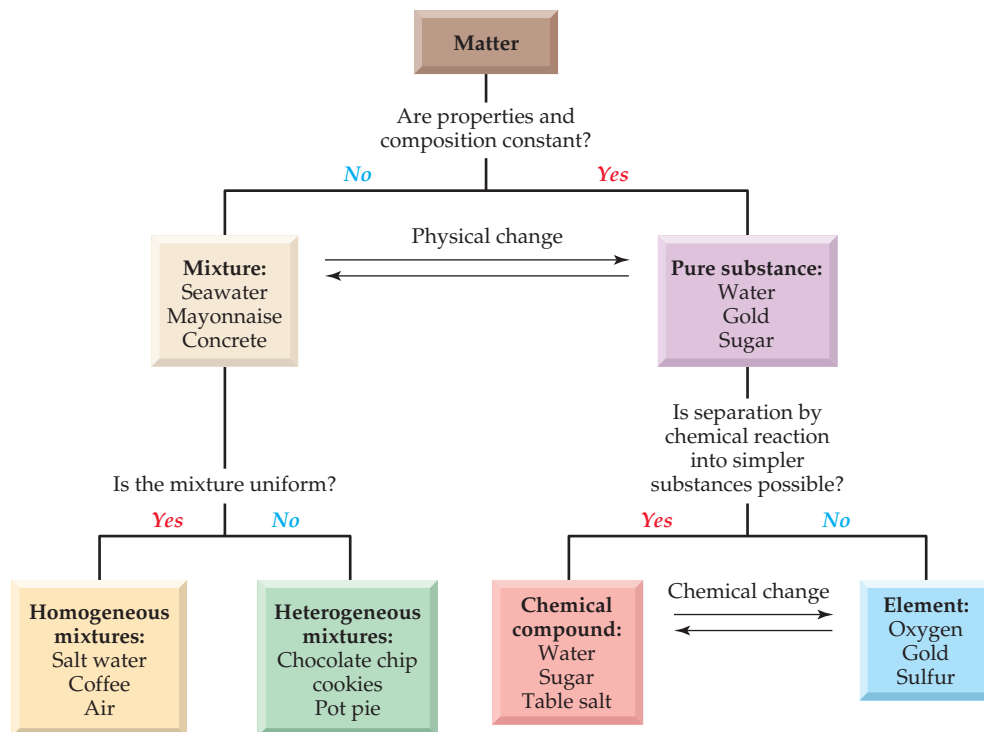 Matter
Are properties and
composition constant?
No
Yes
Physical change
Mixture:
Seawater
Mayonnaise
Concrete
Pure substance:
Water
Gold
Sugar
Is the mixture uniform?
Yes
No
Is separation by
chemical reaction
into simpler
substances possible?
Yes
No
Homogeneous
mixtures:
Salt water
Coffee
Air
Heterogeneous
mixtures:
Chocolate chip
cookies
Pot pie
Chemical
compound:
Water
Sugar
Table salt
Chemical change
Element:
Oxygen
Gold
Sulfur